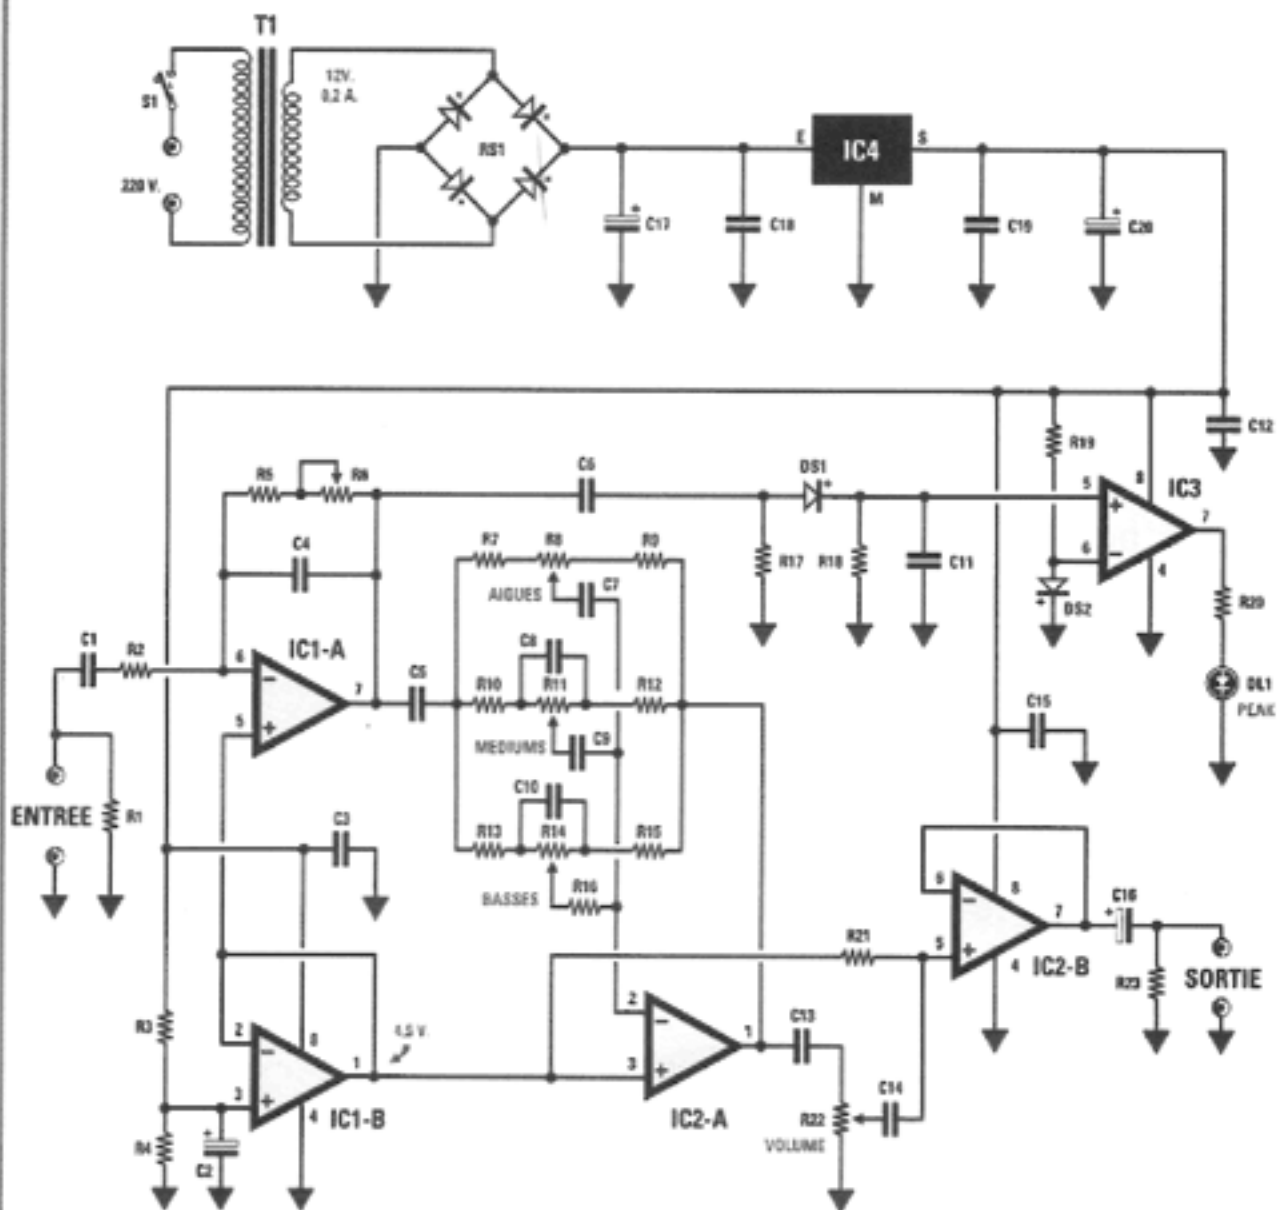 T1
12V.
0,2 A.
S1
220 V.
RS1
E
IC4
S
M
C17
C18
C19
C20
C12
R5
R6
C6
DS1
R19
8
IC3
5
+
7
6
−
4
C4
R7
R8
R9
R17
R18
C11
DS2
R20
AIGUES
C7
C1
R2
IC1-A
6
−
7
5
+
C5
C8
R10
R11
R12
DL1
PEAK
C15
MEDIUMS
C9
C10
ENTREE
R1
C3
R13
R14
R15
BASSES
R16
6
−
8
7
C16
5
+
4
IC2-B
R21
R23
SORTIE
R3
2
−
8
1
4,5 V.
3
+
4
IC1-B
R4
C2
2
−
1
3
+
IC2-A
C13
C14
R22
VOLUME